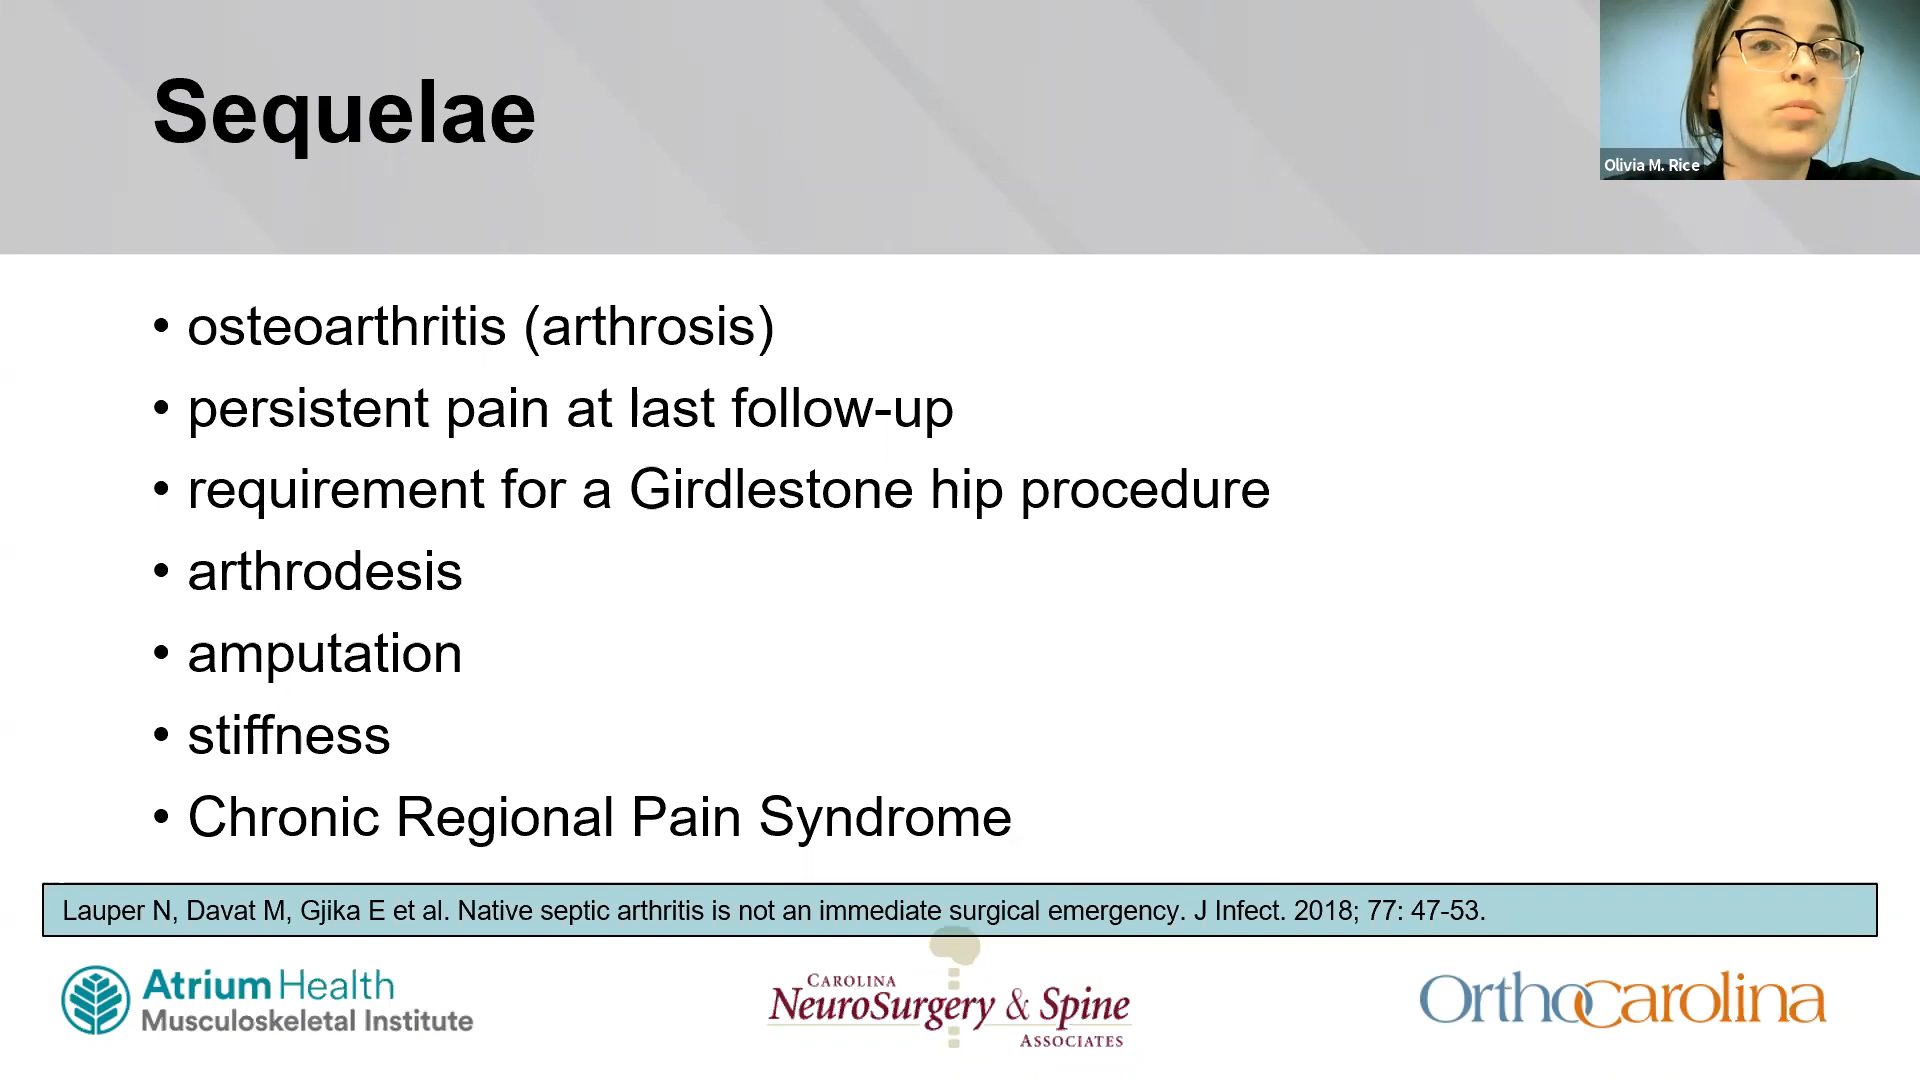 Sequelae
Olivia M. Rice
• osteoarthritis (arthrosis)
• persistent pain at last follow-up
• requirement for a Girdlestone hip procedure
• arthrodesis
• amputation
• stiffness
• Chronic Regional Pain Syndrome
Lauper N, Davat M, Gjika E et al. Native septic arthritis is not an immediate surgical emergency. J Infect. 2018; 77: 47-53.
Atrium Health
Musculoskeletal Institute
CAROLINA
NEUROSURGERY & SPINE
ASSOCIATES
OrthoCarolina